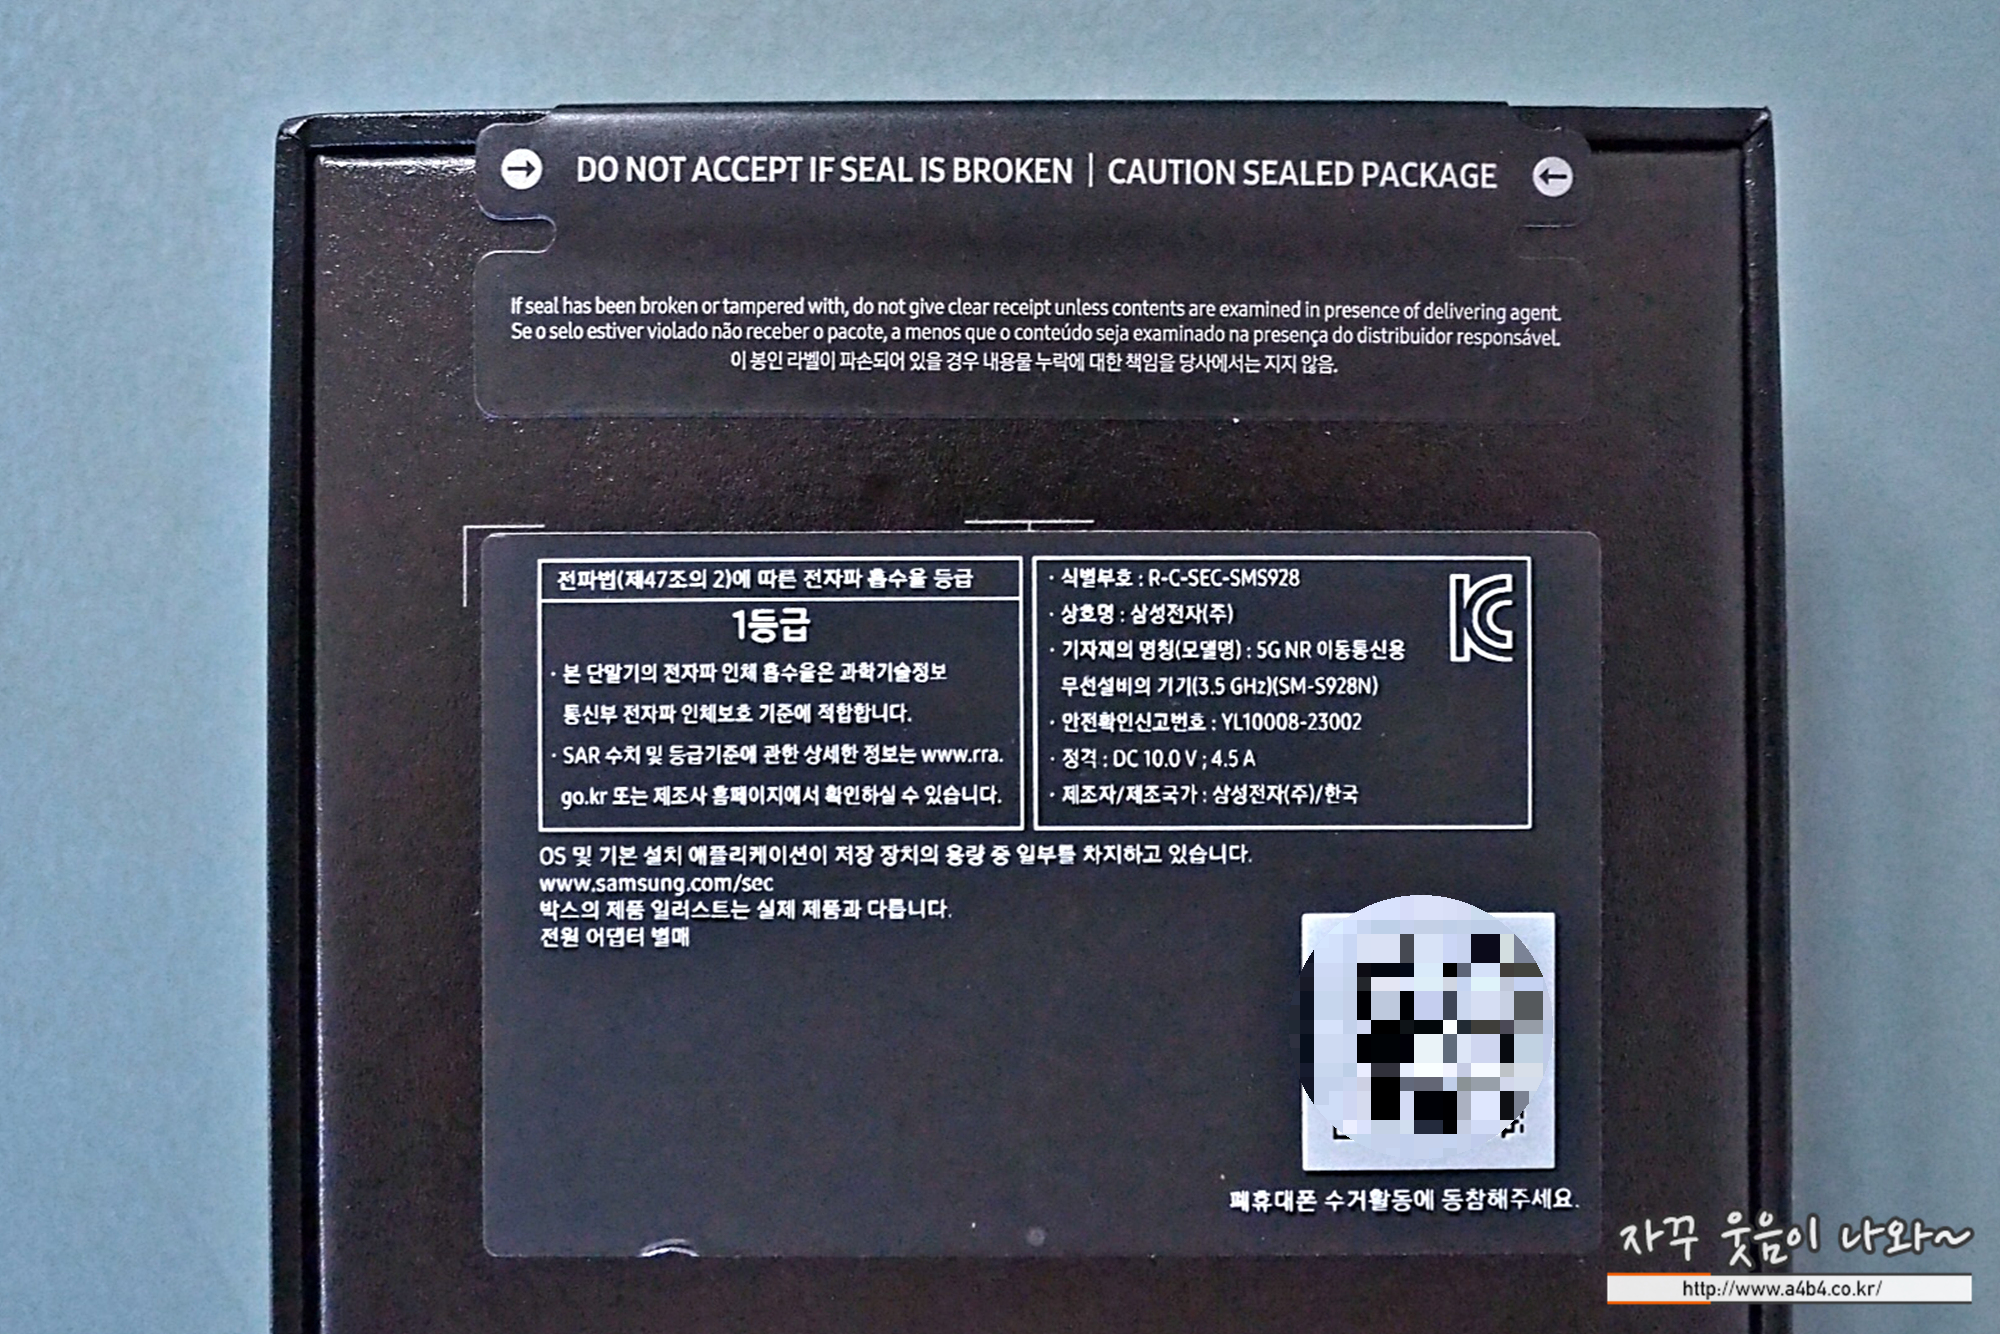 DO NOT ACCEPT IF SEAL IS BROKEN | CAUTION SEALED PACKAGE
If seal has been broken or tampered with, do not give clear receipt unless contents are examined in presence of delivering agent.
Se o selo estiver violado não receber o pacote, a menos que o conteúdo seja examinado na presença do distribuidor responsável.
이 봉인 라벨이 파손되어 있을 경우 내용물 누락에 대한 책임을 당사에서는 지지 않음.
전파법(제47조의 2)에 따른 전자파 흡수율 등급
1등급
· 본 단말기의 전자파 인체 흡수율은 과학기술정보
통신부 전자파 인체보호 기준에 적합합니다.
· SAR 수치 및 등급기준에 관한 상세한 정보는 www.rra.
go.kr 또는 제조사 홈페이지에서 확인하실 수 있습니다.
· 식별부호 : R-C-SEC-SMS928
· 상호명 : 삼성전자(주)
· 기자재의 명칭(모델명) : 5G NR 이동통신용
무선설비의 기기(3.5 GHz)(SM-S928N)
· 안전확인신고번호 : YL10008-23002
· 정격 : DC 10.0 V ; 4.5 A
· 제조자/제조국가 : 삼성전자(주)/한국
OS 및 기본 설치 애플리케이션이 저장 장치의 용량 중 일부를 차지하고 있습니다.
www.samsung.com/sec
박스의 제품 일러스트는 실제 제품과 다릅니다.
전원 어댑터 별매
폐휴대폰 수거활동에 동참해주세요.
자꾸 웃음이 나와~
http://www.a4b4.co.kr/